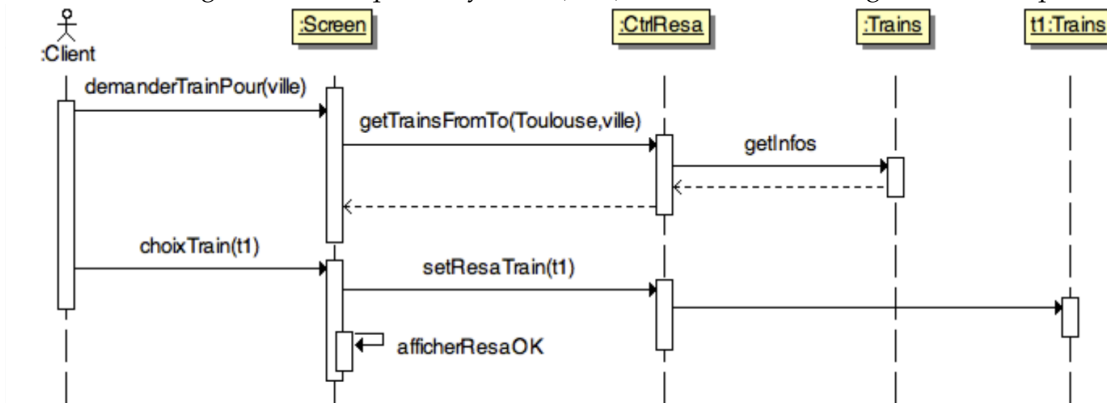 :Client
:Screen
:CtrlResa
:Trains
t1:Trains
demanderTrainPour(ville)
getTrainsFromTo(Toulouse,ville)
getInfos
choixTrain(t1)
setResaTrain(t1)
afficherResaOK